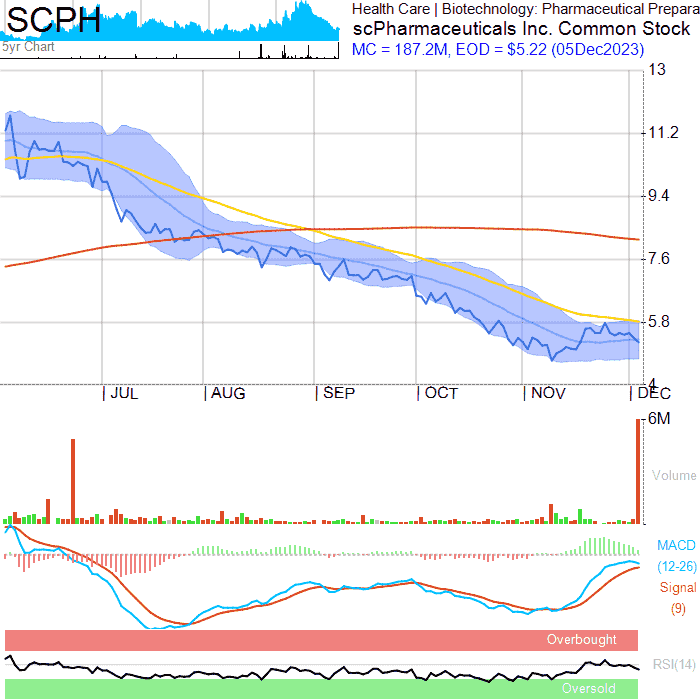 SCPH
Health Care | Biotechnology: Pharmaceutical Prepara
scPharmaceuticals Inc. Common Stock
5yr Chart
MC = 187.2M, EOD = $5.22 (05Dec2023)
13
11.2
9.4
7.6
5.8
4
| JUL | AUG | SEP | OCT | NOV | DEC
6M
Volume
MACD
(12-26)
Signal
(9)
Overbought
RSI(14)
Oversold